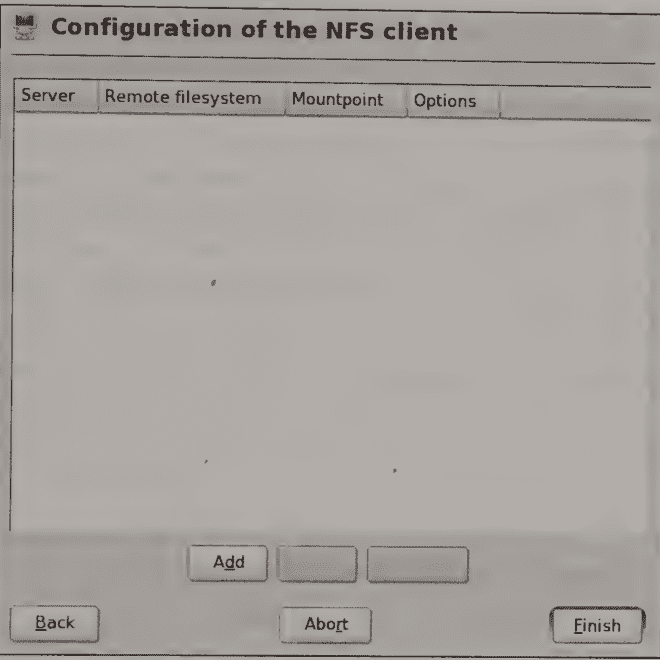 Configuration of the NFS client
Server Remote filesystem Mountpoint Options
Add
Back Abort Finish